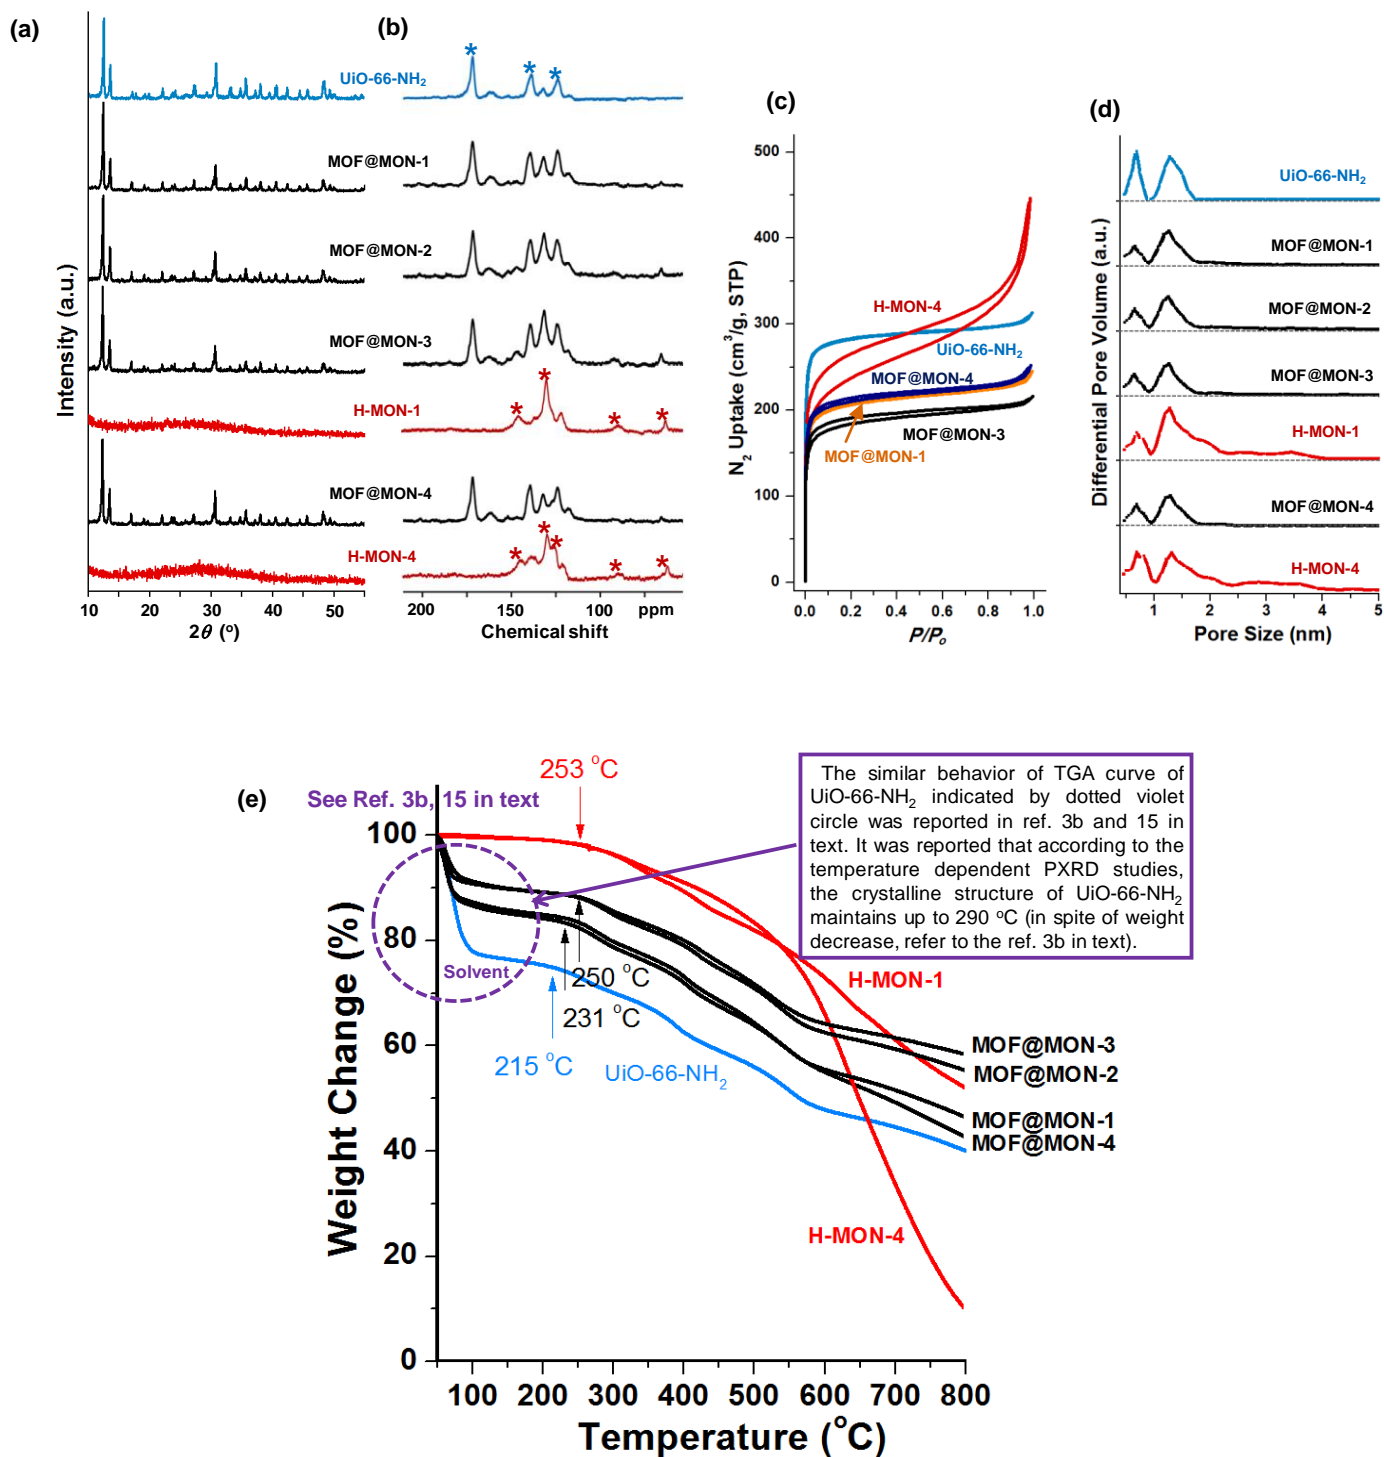 (a)
Intensity (a.u.)
UiO-66-NH2
MOF@MON-1
MOF@MON-2
MOF@MON-3
H-MON-1
MOF@MON-4
H-MON-4
10 20 30 40 50
2θ (°)
(b)
* * *
* * * *
* * * * *
200 150 100 ppm
Chemical shift
(c)
N2 Uptake (cm3/g, STP)
500
400
300
200
100
0
H-MON-4
UiO-66-NH2
MOF@MON-4
MOF@MON-3
MOF@MON-1
0.0 0.2 0.4 0.6 0.8 1.0
P/Po
(d)
Differential Pore Volume (a.u.)
UiO-66-NH2
MOF@MON-1
MOF@MON-2
MOF@MON-3
H-MON-1
MOF@MON-4
H-MON-4
1 2 3 4 5
Pore Size (nm)
(e)
See Ref. 3b, 15 in text
253 °C
The similar behavior of TGA curve of
UiO-66-NH2 indicated by dotted violet
circle was reported in ref. 3b and 15 in
text. It was reported that according to the
temperature dependent PXRD studies,
the crystalline structure of UiO-66-NH2
maintains up to 290 °C (in spite of weight
decrease, refer to the ref. 3b in text).
Weight Change (%)
100
80
60
40
20
0
Solvent
250 °C
231 °C
215 °C
UiO-66-NH2
H-MON-1
MOF@MON-3
MOF@MON-2
MOF@MON-1
MOF@MON-4
H-MON-4
100 200 300 400 500 600 700 800
Temperature (°C)